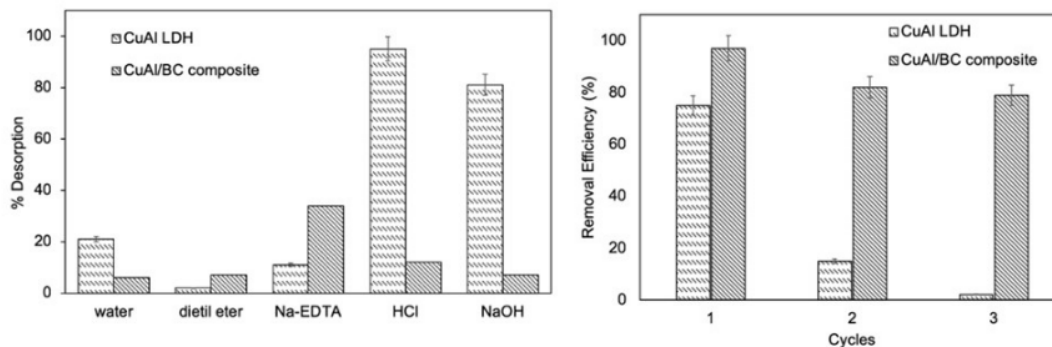 % Desorption
100
80
60
40
20
0
CuAl LDH
CuAl/BC composite
water dietil eter Na-EDTA HCl NaOH
Removal Efficiency (%)
100
80
60
40
20
0
CuAl LDH
CuAl/BC composite
1 2 3
Cycles